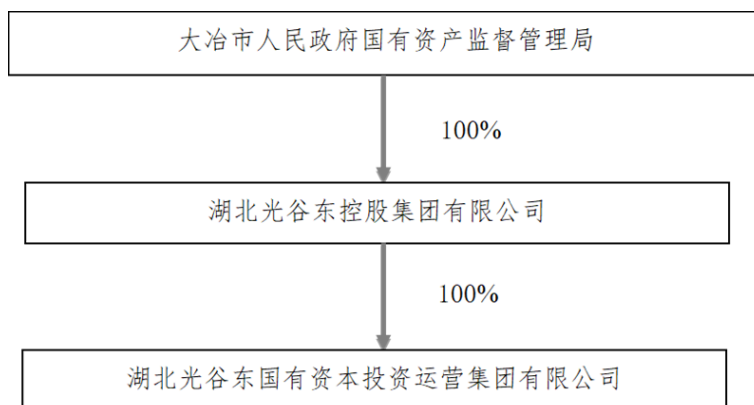 大冶市人民政府国有资产监督管理局
100%
湖北光谷东控股集团有限公司
100%
湖北光谷东国有资本投资运营集团有限公司